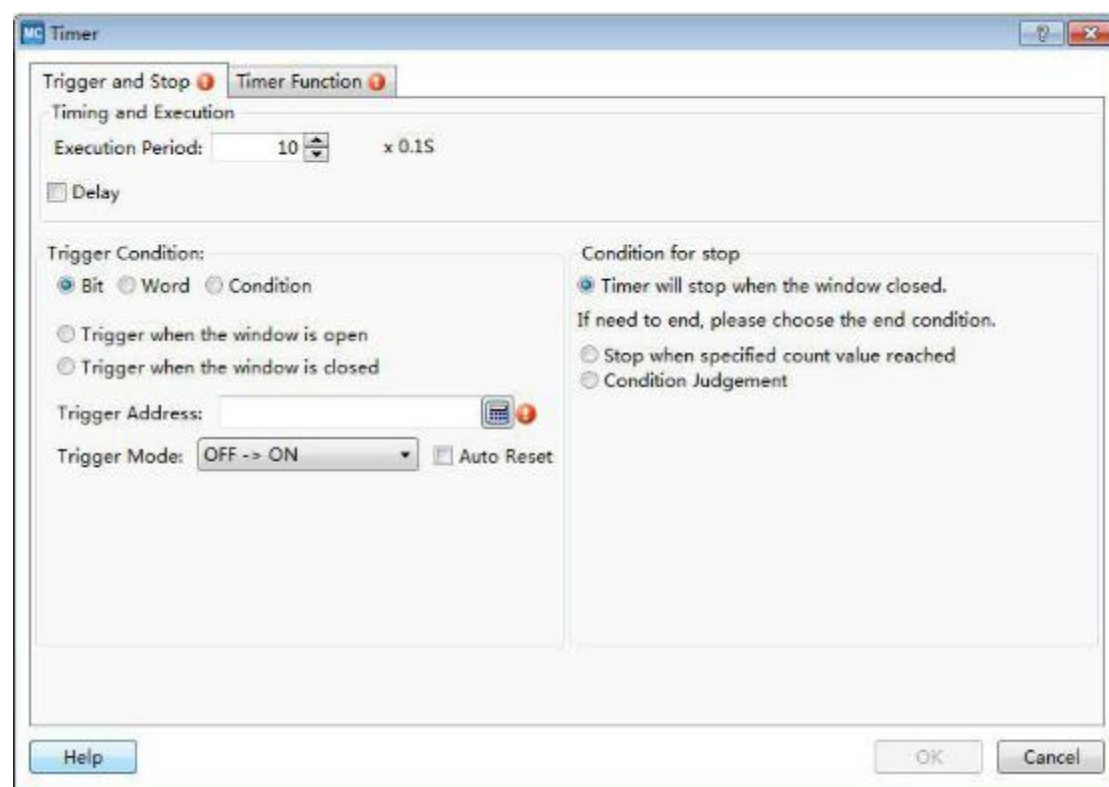 MC Timer
Trigger and Stop Timer Function
Timing and Execution
Execution Period: 10 x 0.1S
Delay
Trigger Condition:
Bit Word Condition
Trigger when the window is open
Trigger when the window is closed
Trigger Address:
Trigger Mode: OFF -> ON Auto Reset
Condition for stop
Timer will stop when the window closed.
If need to end, please choose the end condition.
Stop when specified count value reached
Condition Judgement
Help OK Cancel